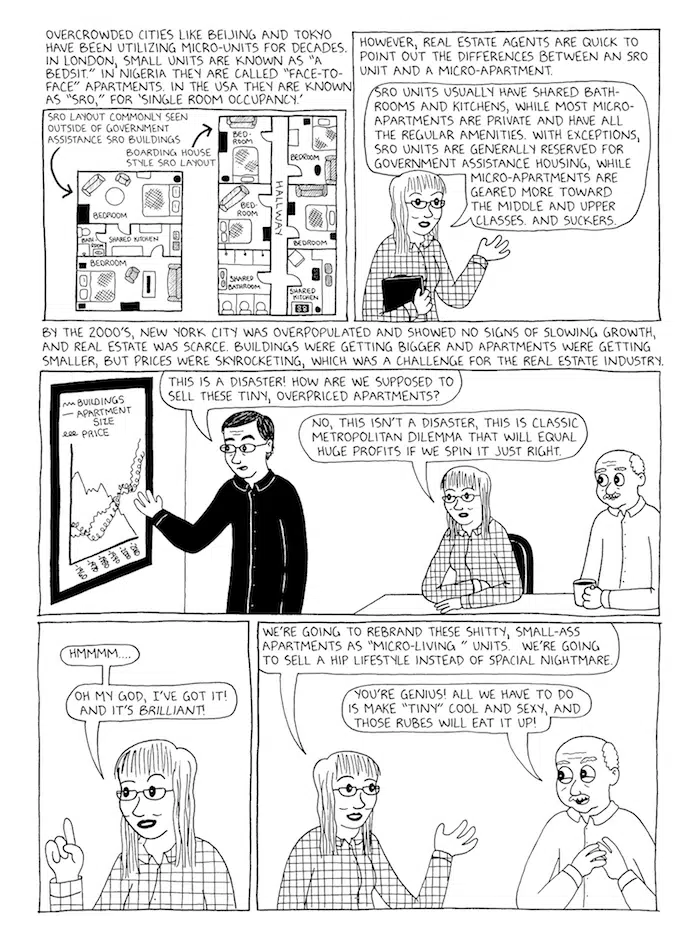 OVERCROWDED CITIES LIKE BEIJING AND TOKYO
HAVE BEEN UTILIZING MICRO-UNITS FOR DECADES.
IN LONDON, SMALL UNITS ARE KNOWN AS "A
BEDSIT." IN NIGERIA THEY ARE CALLED "FACE-TO-
FACE" APARTMENTS. IN THE USA THEY ARE KNOWN
AS "SRO," FOR 'SINGLE ROOM OCCUPANCY.'
SRO LAYOUT COMMONLY SEEN
OUTSIDE OF GOVERNMENT
ASSISTANCE SRO BUILDINGS
BOARDING HOUSE
STYLE SRO LAYOUT
BEDROOM
BATH
ROOM
SHARED KITCHEN
BEDROOM
BED-
ROOM
BEDROOM
BED-
ROOM
HALLWAY
BEDROOM
SHARED
BATHROOM
SHARED
KITCHEN
HOWEVER, REAL ESTATE AGENTS ARE QUICK TO
POINT OUT THE DIFFERENCES BETWEEN AN SRO
UNIT AND A MICRO-APARTMENT.
SRO UNITS USUALLY HAVE SHARED BATH-
ROOMS AND KITCHENS, WHILE MOST MICRO-
APARTMENTS ARE PRIVATE AND HAVE ALL
THE REGULAR AMENITIES. WITH EXCEPTIONS,
SRO UNITS ARE GENERALLY RESERVED FOR
GOVERNMENT ASSISTANCE HOUSING, WHILE
MICRO-APARTMENTS ARE
GEARED MORE TOWARD
THE MIDDLE AND UPPER
CLASSES. AND SUCKERS.
BY THE 2000'S, NEW YORK CITY WAS OVERPOPULATED AND SHOWED NO SIGNS OF SLOWING GROWTH,
AND REAL ESTATE WAS SCARCE. BUILDINGS WERE GETTING BIGGER AND APARTMENTS WERE GETTING
SMALLER, BUT PRICES WERE SKYROCKETING, WHICH WAS A CHALLENGE FOR THE REAL ESTATE INDUSTRY.
BUILDINGS
APARTMENT
SIZE
PRICE
THIS IS A DISASTER! HOW ARE WE SUPPOSED TO
SELL THESE TINY, OVERPRICED APARTMENTS?
NO, THIS ISN'T A DISASTER, THIS IS CLASSIC
METROPOLITAN DILEMMA THAT WILL EQUAL
HUGE PROFITS IF WE SPIN IT JUST RIGHT.
HMMMM....
OH MY GOD, I'VE GOT IT!
AND IT'S BRILLIANT!
WE'RE GOING TO REBRAND THESE SHITTY, SMALL-ASS
APARTMENTS AS "MICRO-LIVING " UNITS. WE'RE GOING
TO SELL A HIP LIFESTYLE INSTEAD OF SPACIAL NIGHTMARE.
YOU'RE GENIUS! ALL WE HAVE TO DO
IS MAKE "TINY" COOL AND SEXY, AND
THOSE RUBES WILL EAT IT UP!